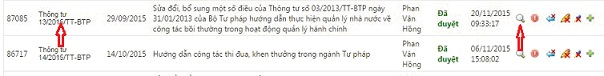 87085 Thông tư 13/2015/TT-BTP 29/09/2015 Sửa đổi, bổ sung một số điều của Thông tư số 03/2013/TT-BTP ngày 31/01/2013 của Bộ Tư pháp hướng dẫn thực hiện quản lý nhà nước về công tác bồi thường trong hoạt động quản lý hành chính Phan Văn Hồng Đã duyệt 20/11/2015 09:33:17
86717 Thông tư 14/2015/TT-BTP 14/10/2015 Hướng dẫn công tác thi đua, khen thưởng trong ngành Tư pháp Phan Văn Hồng Đã duyệt 06/11/2015 15:08:02